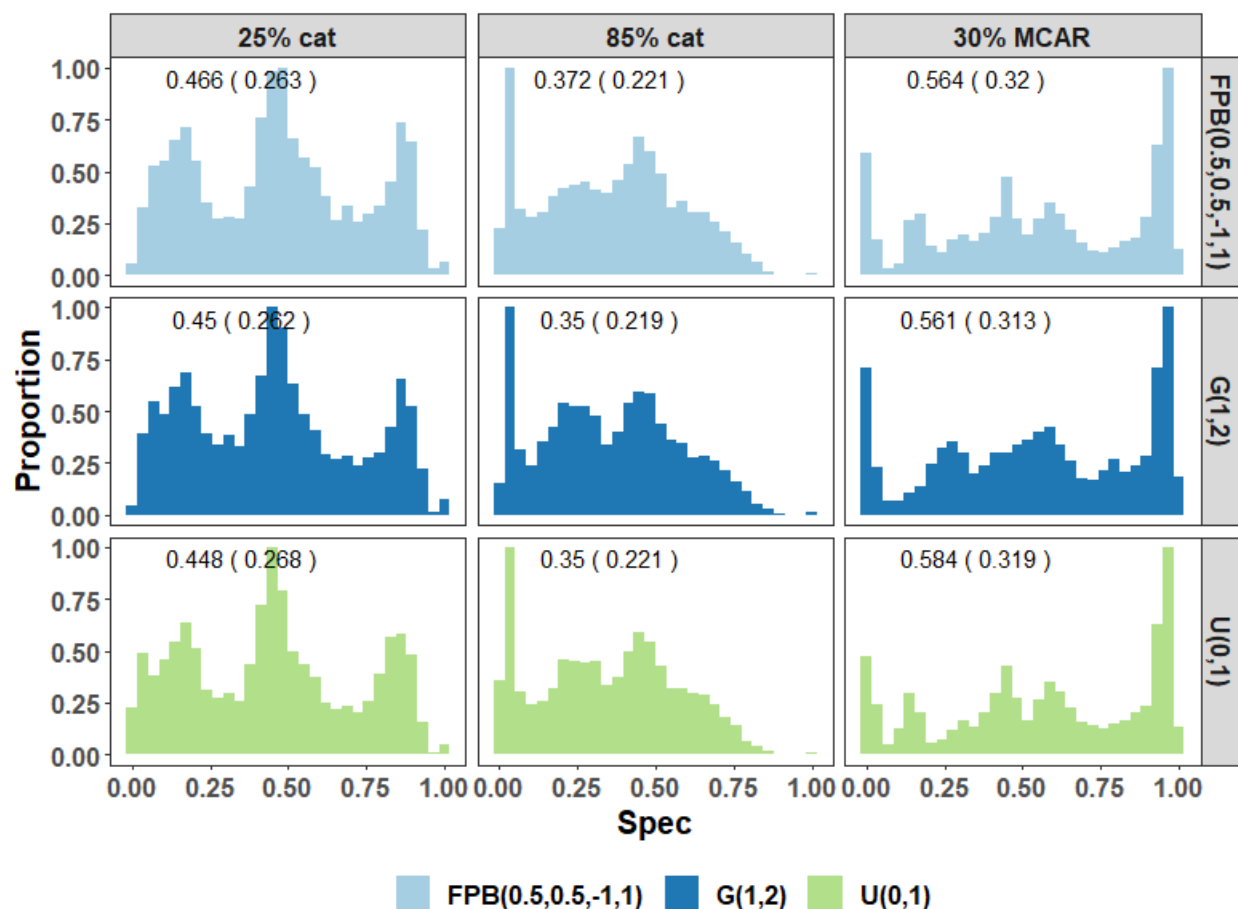 25% cat 85% cat 30% MCAR
1.00 0.466 ( 0.263 ) 0.372 ( 0.221 ) 0.564 ( 0.32 )
0.75
0.50
0.25
0.00
FPB(0.5,0.5,-1,1)
1.00 0.45 ( 0.262 ) 0.35 ( 0.219 ) 0.561 ( 0.313 )
0.75
0.50
0.25
0.00
G(1,2)
Proportion
1.00 0.448 ( 0.268 ) 0.35 ( 0.221 ) 0.584 ( 0.319 )
0.75
0.50
0.25
0.00
U(0,1)
0.00 0.25 0.50 0.75 1.00 0.00 0.25 0.50 0.75 1.00 0.00 0.25 0.50 0.75 1.00
Spec
FPB(0.5,0.5,-1,1) G(1,2) U(0,1)